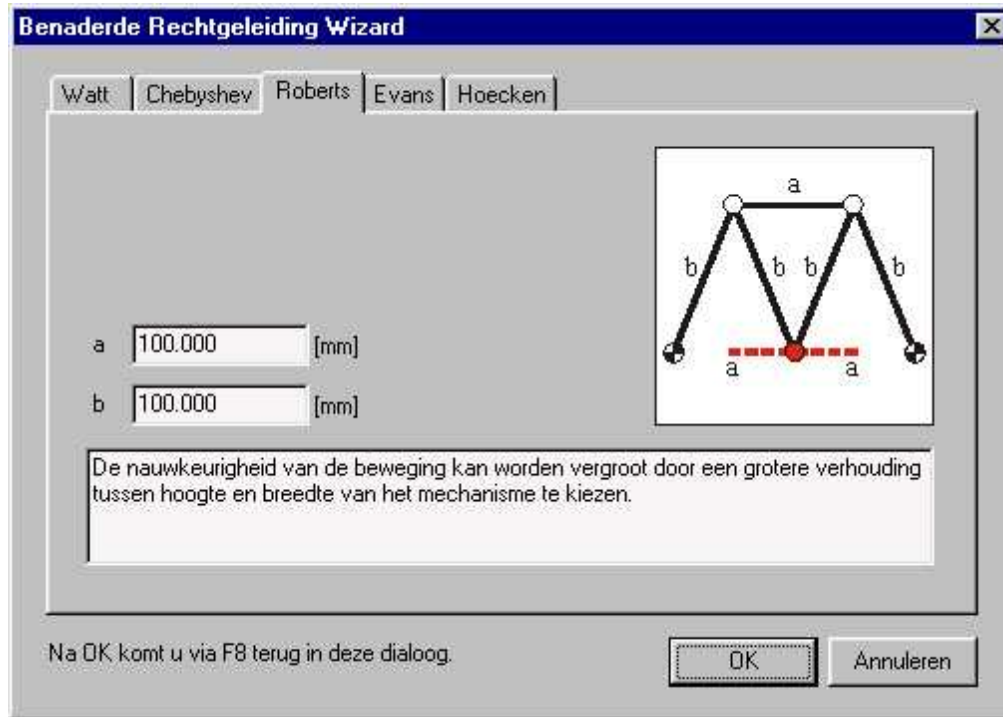 Benaderde Rechtgeleiding Wizard
Watt Chebyshev Roberts Evans Hoecken
a
b b b b
a a
a 100.000 [mm]
b 100.000 [mm]
De nauwkeurigheid van de beweging kan worden vergroot door een grotere verhouding
tussen hoogte en breedte van het mechanisme te kiezen.
Na OK komt u via F8 terug in deze dialoog.
OK Annuleren